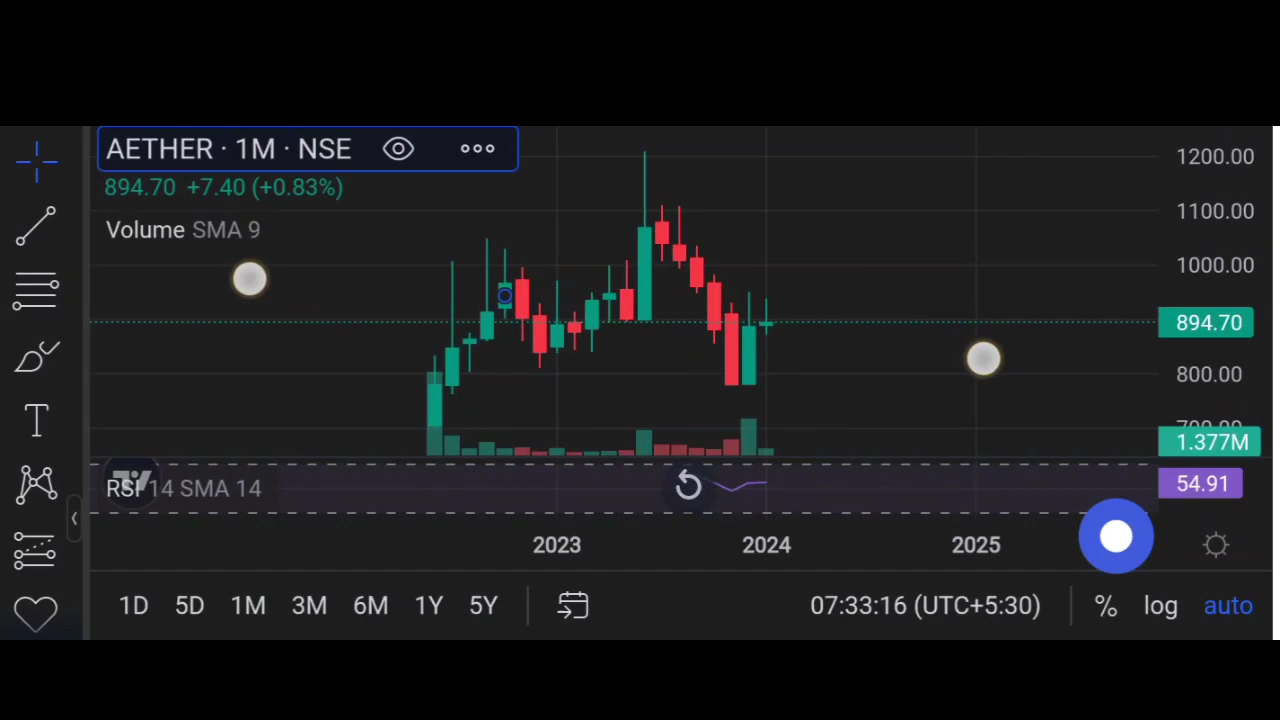 AETHER · 1M · NSE
894.70 +7.40 (+0.83%)
Volume SMA 9
1200.00
1100.00
1000.00
894.70
800.00
1.377M
RSI 14 SMA 14
54.91
2023 2024 2025
1D 5D 1M 3M 6M 1Y 5Y
07:33:16 (UTC+5:30) % log auto